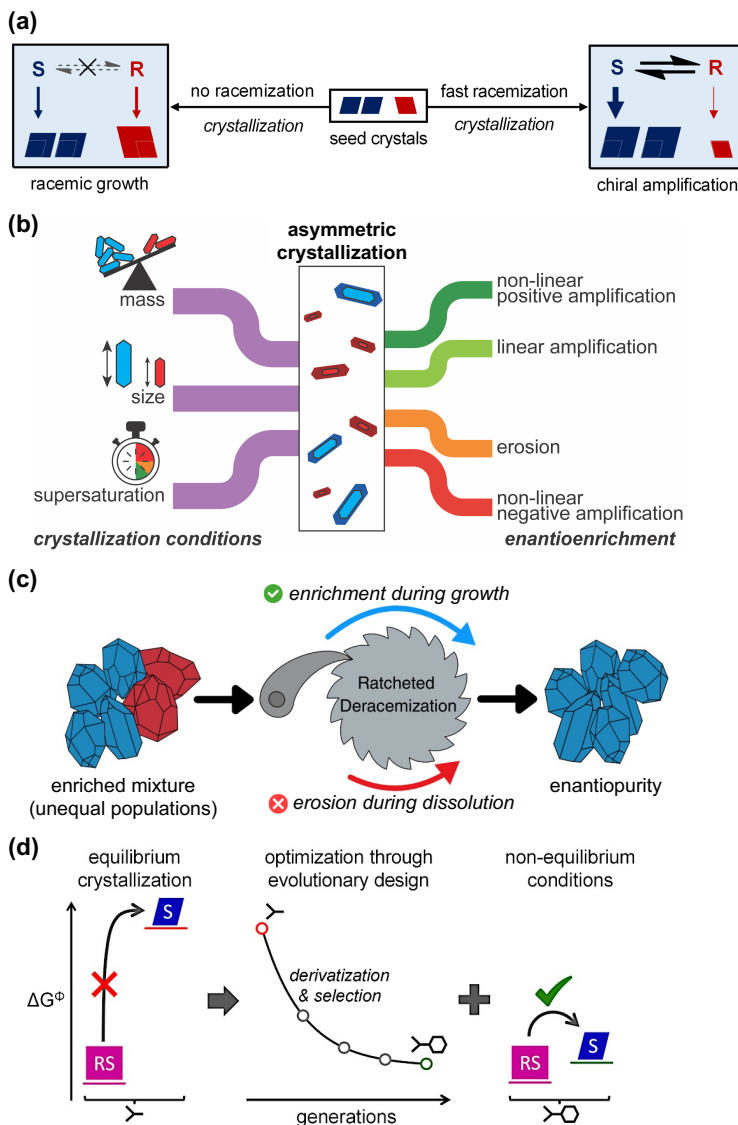 (a)
S
R
no racemization
crystallization
seed crystals
fast racemization
crystallization
S
R
racemic growth
chiral amplification
(b)
asymmetric
crystallization
mass
size
supersaturation
crystallization conditions
non-linear
positive amplification
linear amplification
erosion
non-linear
negative amplification
enantioenrichment
(c)
enrichment during growth
Ratcheted
Deracemization
enriched mixture
(unequal populations)
erosion during dissolution
enantiopurity
(d)
equilibrium
crystallization
optimization through
evolutionary design
non-equilibrium
conditions
ΔG⁠ᶲ
S
RS
derivatization
& selection
generations
RS
S